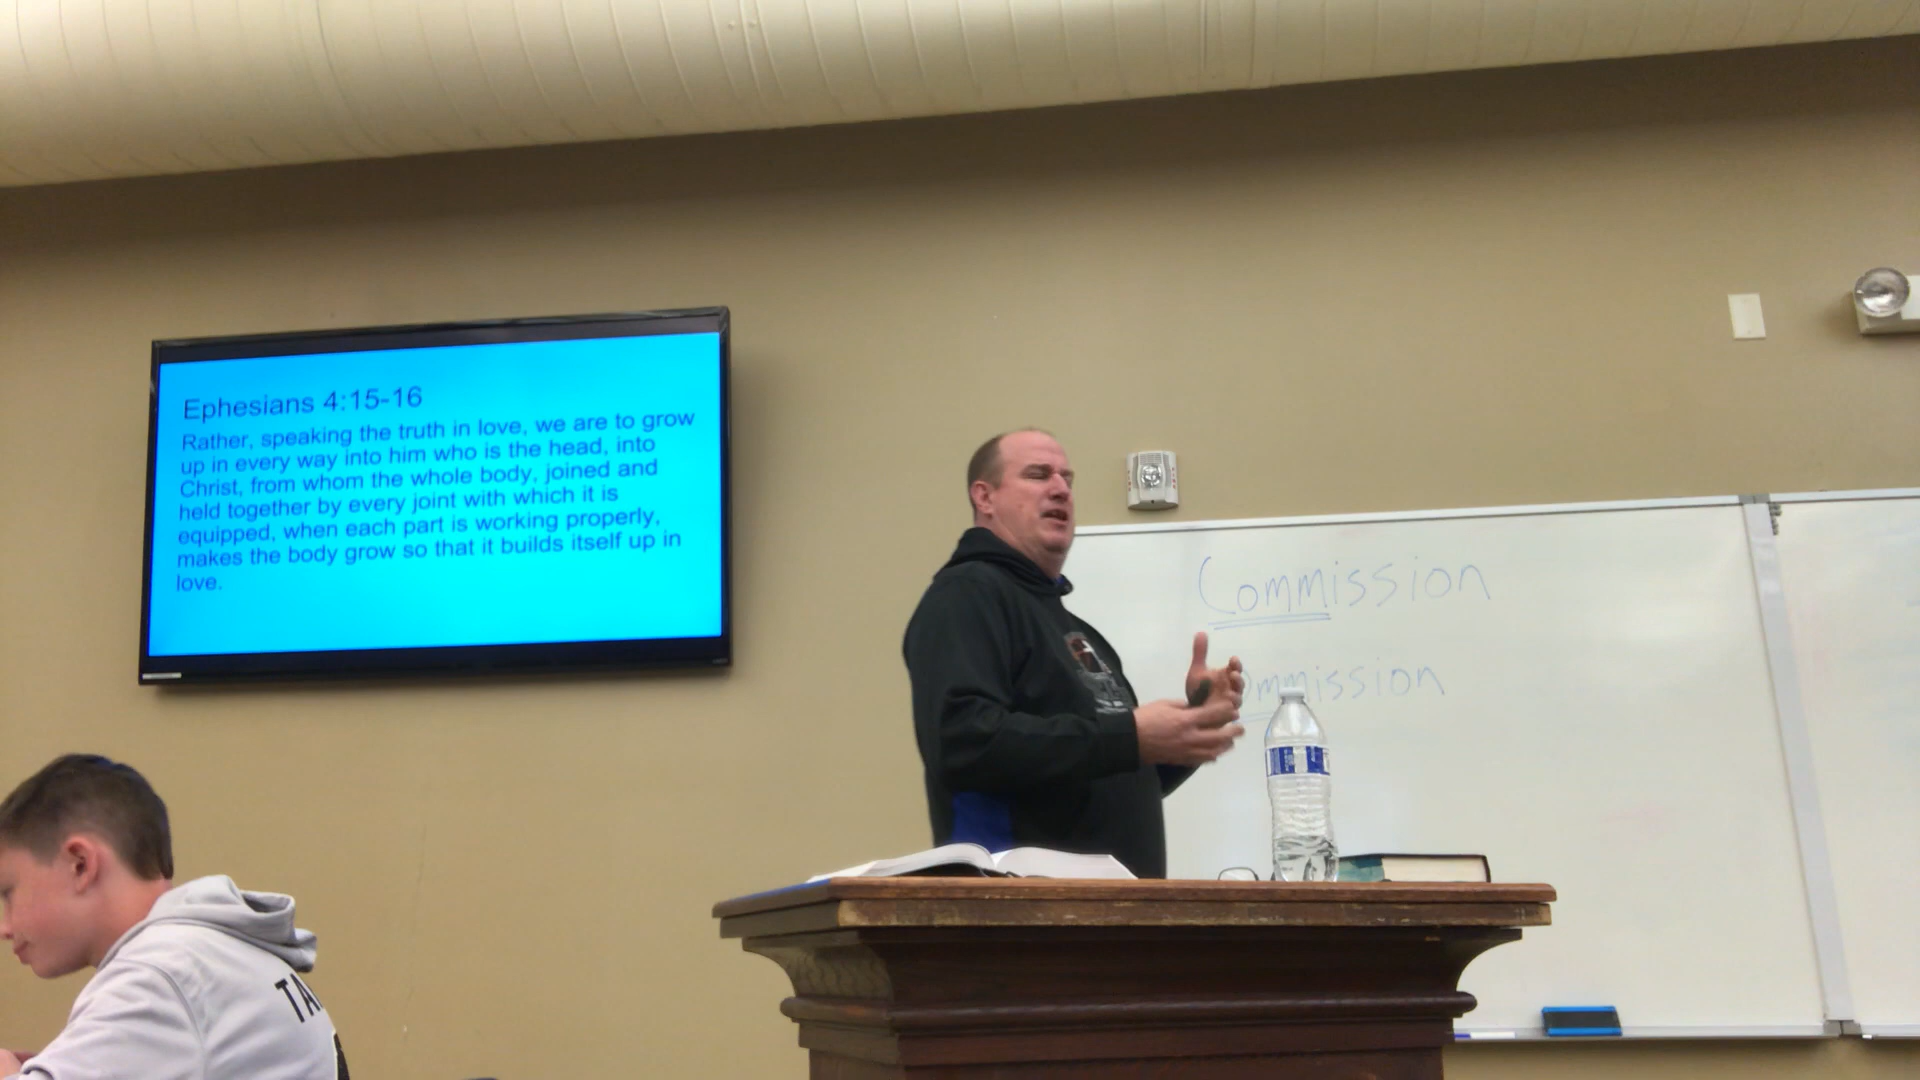 Ephesians 4:15-16
Rather, speaking the truth in love, we are to grow
up in every way into him who is the head, into
Christ, from whom the whole body, joined and
held together by every joint with which it is
equipped, when each part is working properly,
makes the body grow so that it builds itself up in
love.
Commission